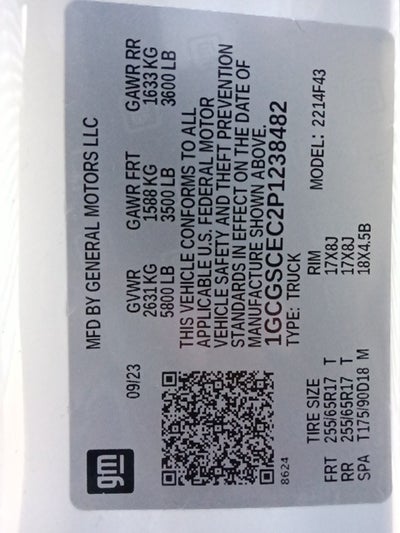 gm
MFD BY GENERAL MOTORS LLC
09/23
GVWR GAWR FRT GAWR RR
2631 KG 1588 KG 1633 KG
5800 LB 3500 LB 3600 LB
THIS VEHICLE CONFORMS TO ALL
APPLICABLE U.S. FEDERAL MOTOR
VEHICLE SAFETY AND THEFT PREVENTION
STANDARDS IN EFFECT ON THE DATE OF
MANUFACTURE SHOWN ABOVE.
1GCGSCEC2P1238482
TYPE: TRUCK MODEL: 2214F43
8624
TIRE SIZE RIM
FRT 255/65R17 T 17X8J
RR 255/65R17 T 17X8J
SPA T175/90D18 M 18X4.5B